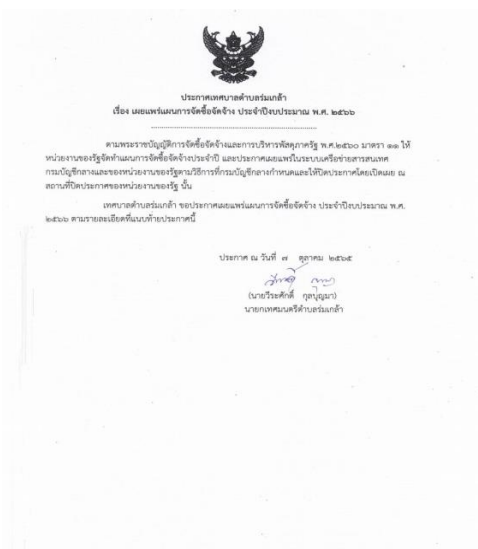 ประกาศเทศบาลตำบลร่มเกล้า
เรื่อง เผยแพร่แผนการจัดซื้อจัดจ้าง ประจำปีงบประมาณ พ.ศ. ๒๕๖๖
ตามพระราชบัญญัติการจัดซื้อจัดจ้างและการบริหารพัสดุภาครัฐ พ.ศ.๒๕๖๐ มาตรา ๑๑ ให้
หน่วยงานของรัฐจัดทำแผนการจัดซื้อจัดจ้างประจำปี และประกาศเผยแพร่ในระบบเครือข่ายสารสนเทศ
กรมบัญชีกลางและของหน่วยงานของรัฐตามวิธีการที่กรมบัญชีกลางกำหนดและให้ปิดประกาศโดยเปิดเผย ณ
สถานที่ปิดประกาศของหน่วยงานของรัฐ นั้น
เทศบาลตำบลร่มเกล้า ขอประกาศเผยแพร่แผนการจัดซื้อจัดจ้าง ประจำปีงบประมาณ พ.ศ.
๒๕๖๖ ตามรายละเอียดที่แนบท้ายประกาศนี้
ประกาศ ณ วันที่ ๗ ตุลาคม ๒๕๖๕
(นายวีระศักดิ์ กุลบุญมา)
นายกเทศมนตรีตำบลร่มเกล้า